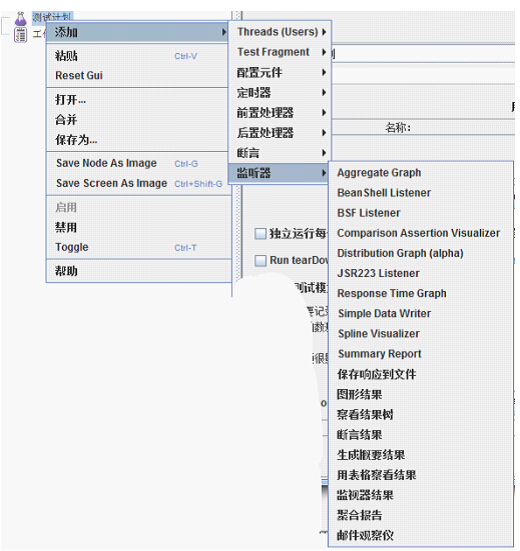 测试计划
添加
粘贴 Ctrl-V
Reset Gui
打开...
合并
保存为...
Save Node As Image Ctrl-G
Save Screen As Image Ctrl+Shift-G
启用
禁用
Toggle Ctrl-T
帮助
Threads (Users)
Test Fragment
配置元件
定时器
前置处理器
后置处理器
断言
监听器
名称:
独立运行每
Run tearDov
Aggregate Graph
BeanShell Listener
BSF Listener
Comparison Assertion Visualizer
Distribution Graph (alpha)
JSR223 Listener
Response Time Graph
Simple Data Writer
Spline Visualizer
Summary Report
保存响应到文件
图形结果
察看结果树
断言结果
生成概要结果
用表格察看结果
监视器结果
聚合报告
邮件观察仪